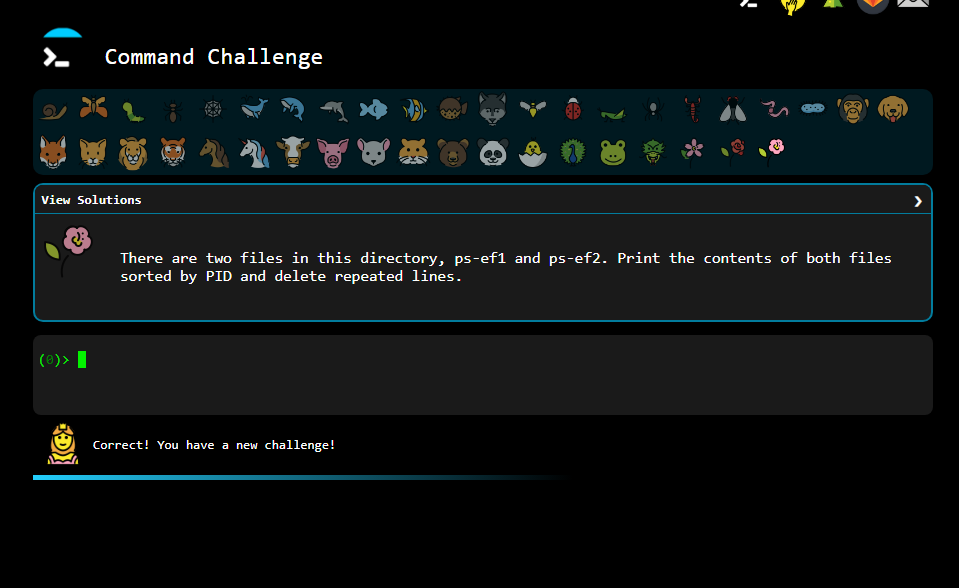 Command Challenge
View Solutions
There are two files in this directory, ps-ef1 and ps-ef2. Print the contents of both files
sorted by PID and delete repeated lines.
(0)>
Correct! You have a new challenge!